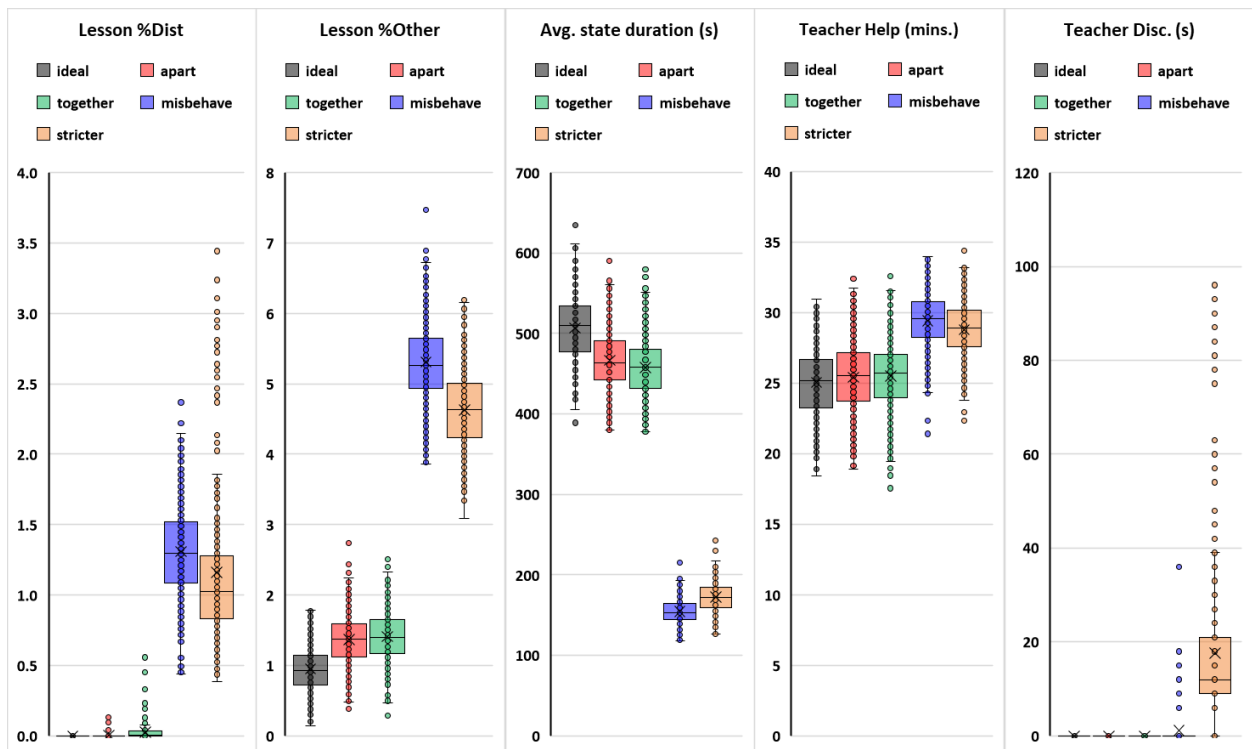 Lesson %Dist
ideal apart
together misbehave
stricter
4.0
3.5
3.0
2.5
2.0
1.5
1.0
0.5
0.0
Lesson %Other
ideal apart
together misbehave
stricter
8
7
6
5
4
3
2
1
0
Avg. state duration (s)
ideal apart
together misbehave
stricter
700
600
500
400
300
200
100
0
Teacher Help (mins.)
ideal apart
together misbehave
stricter
40
35
30
25
20
15
10
5
0
Teacher Disc. (s)
ideal apart
together misbehave
stricter
120
100
80
60
40
20
0